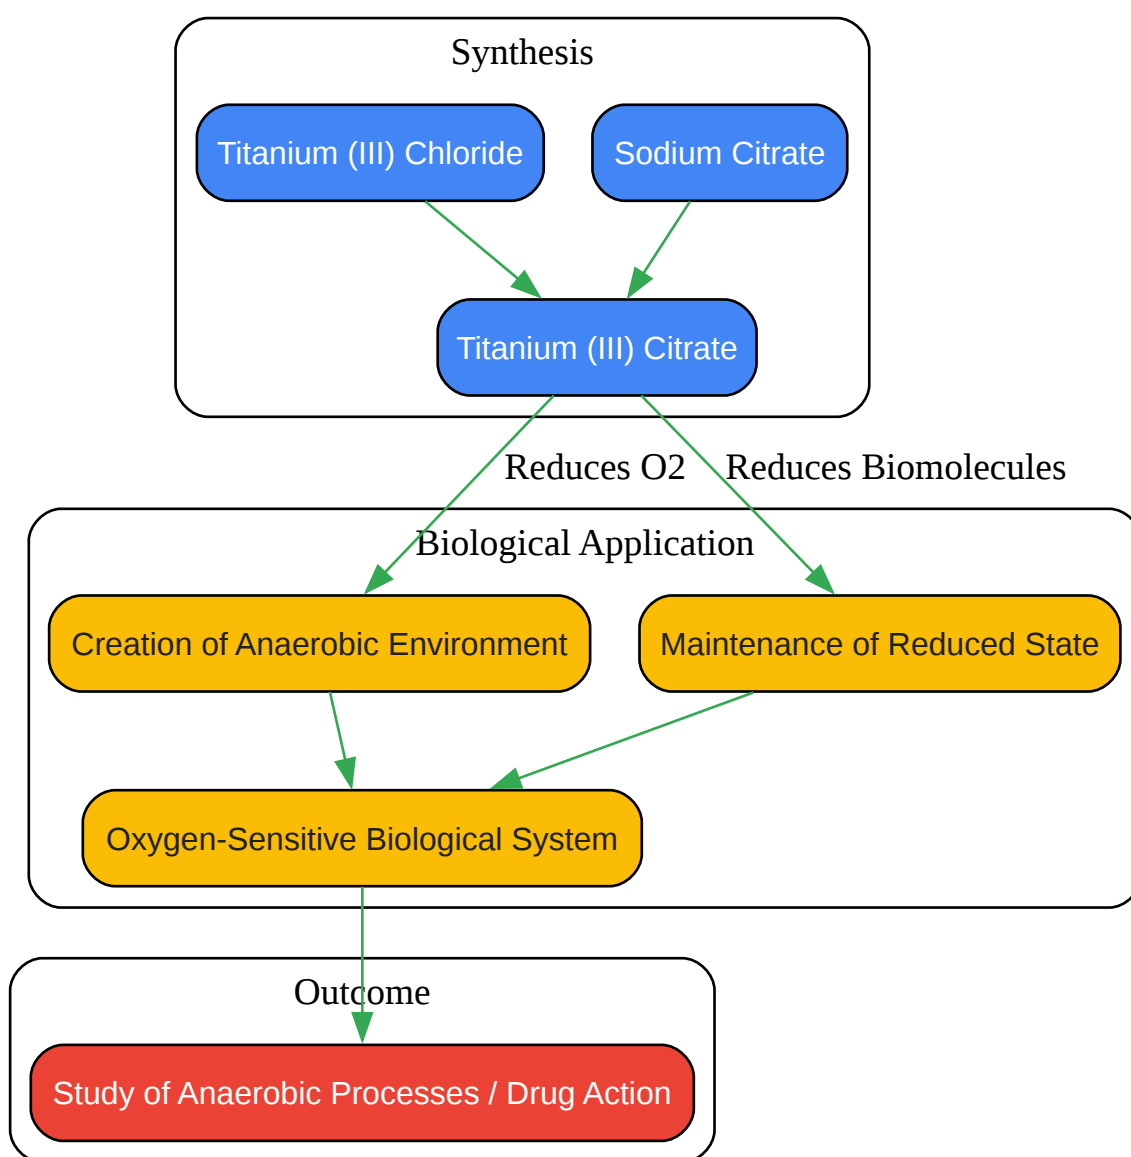 Synthesis
Titanium (III) Chloride
Sodium Citrate
Titanium (III) Citrate
Reduces O2
Reduces Biomolecules
Biological Application
Creation of Anaerobic Environment
Maintenance of Reduced State
Oxygen-Sensitive Biological System
Outcome
Study of Anaerobic Processes / Drug Action